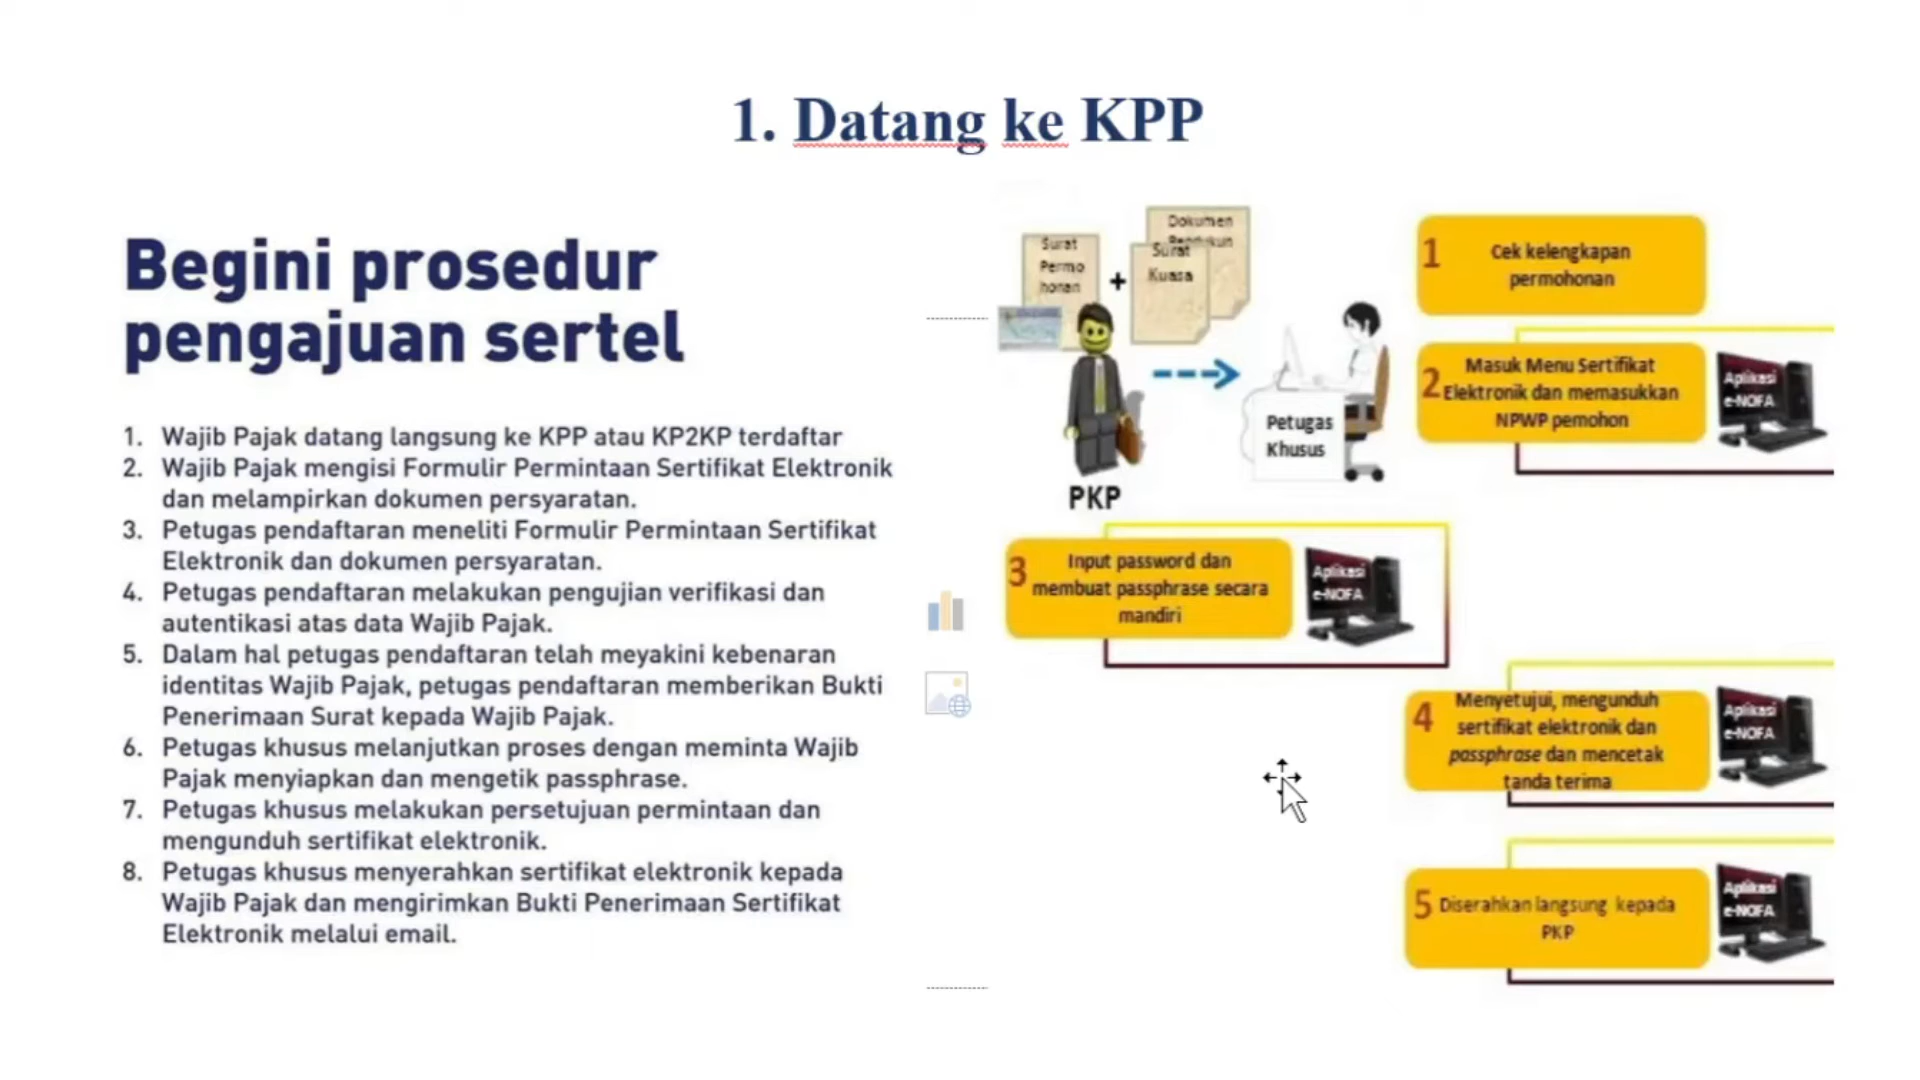 1. Datang ke KPP
Begini prosedur
pengajuan sertel
1. Wajib Pajak datang langsung ke KPP atau KP2KP terdaftar
2. Wajib Pajak mengisi Formulir Permintaan Sertifikat Elektronik
dan melampirkan dokumen persyaratan.
3. Petugas pendaftaran meneliti Formulir Permintaan Sertifikat
Elektronik dan dokumen persyaratan.
4. Petugas pendaftaran melakukan pengujian verifikasi dan
autentikasi atas data Wajib Pajak.
5. Dalam hal petugas pendaftaran telah meyakini kebenaran
identitas Wajib Pajak, petugas pendaftaran memberikan Bukti
Penerimaan Surat kepada Wajib Pajak.
6. Petugas khusus melanjutkan proses dengan meminta Wajib
Pajak menyiapkan dan mengetik passphrase.
7. Petugas khusus melakukan persetujuan permintaan dan
mengunduh sertifikat elektronik.
8. Petugas khusus menyerahkan sertifikat elektronik kepada
Wajib Pajak dan mengirimkan Bukti Penerimaan Sertifikat
Elektronik melalui email.
Surat
Permo
honan
+
Dokumen
Surat
Kuasa
PKP
Petugas
Khusus
1
Cek kelengkapan
permohonan
2
Masuk Menu Sertifikat
Elektronik dan memasukkan
NPWP pemohon
Aplikasi
e-NOFA
3
Input password dan
membuat passphrase secara
mandiri
Aplikasi
e-NOFA
4
Menyetujui, mengunduh
sertifikat elektronik dan
passphrase dan mencetak
tanda terima
Aplikasi
e-NOFA
5
Diserahkan langsung kepada
PKP
Aplikasi
e-NOFA